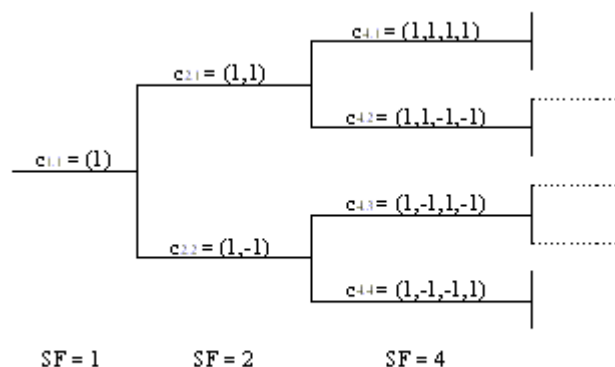 c4.1 = (1,1,1,1)
c2.1 = (1,1)
c4.2 = (1,1,-1,-1)
c1.1 = (1)
c4.3 = (1,-1,1,-1)
c2.2 = (1,-1)
c4.4 = (1,-1,-1,1)
SF = 1 SF = 2 SF = 4